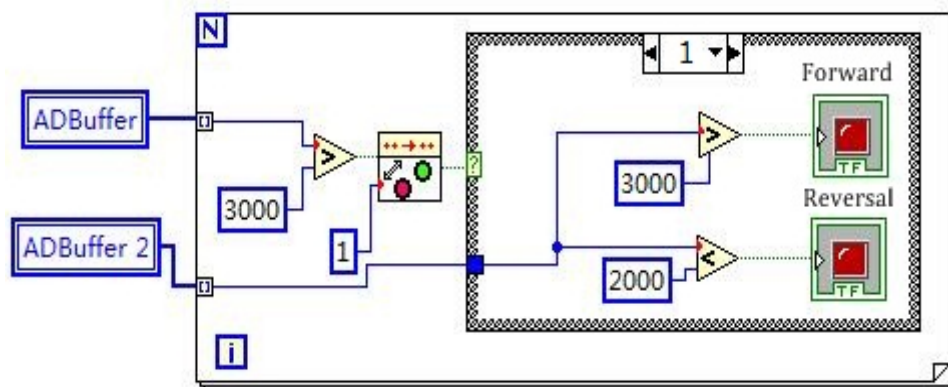 N
1
Forward
ADBuffer
3000
3000
TF
Reversal
1
ADBuffer 2
2000
TF
i